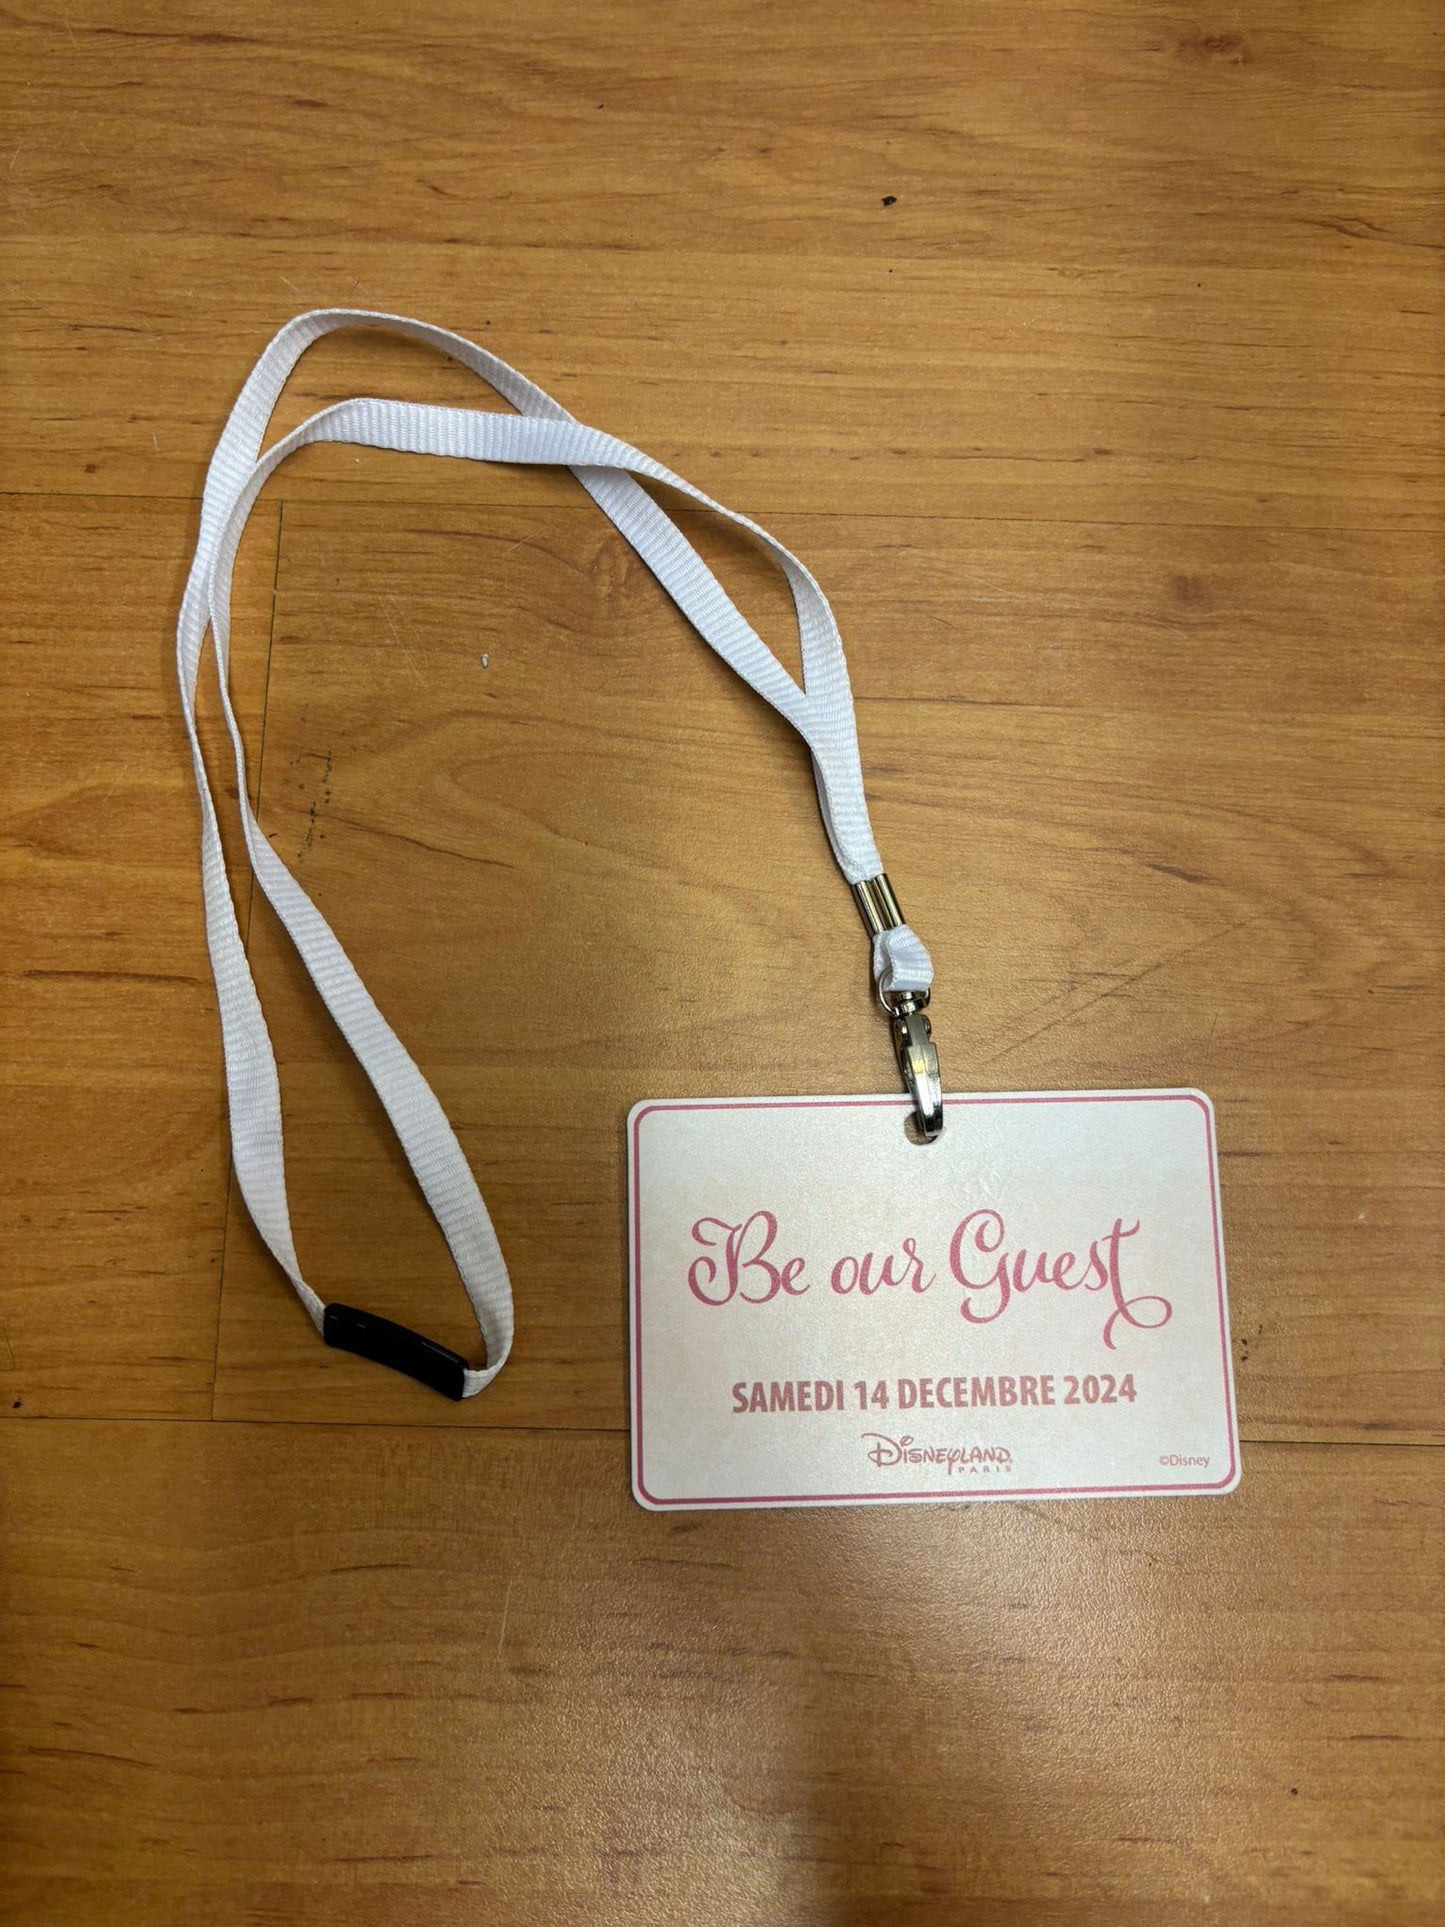 Be our Guest
SAMEDI 14 DECEMBRE 2024
DISNEYLAND
PARIS
©Disney